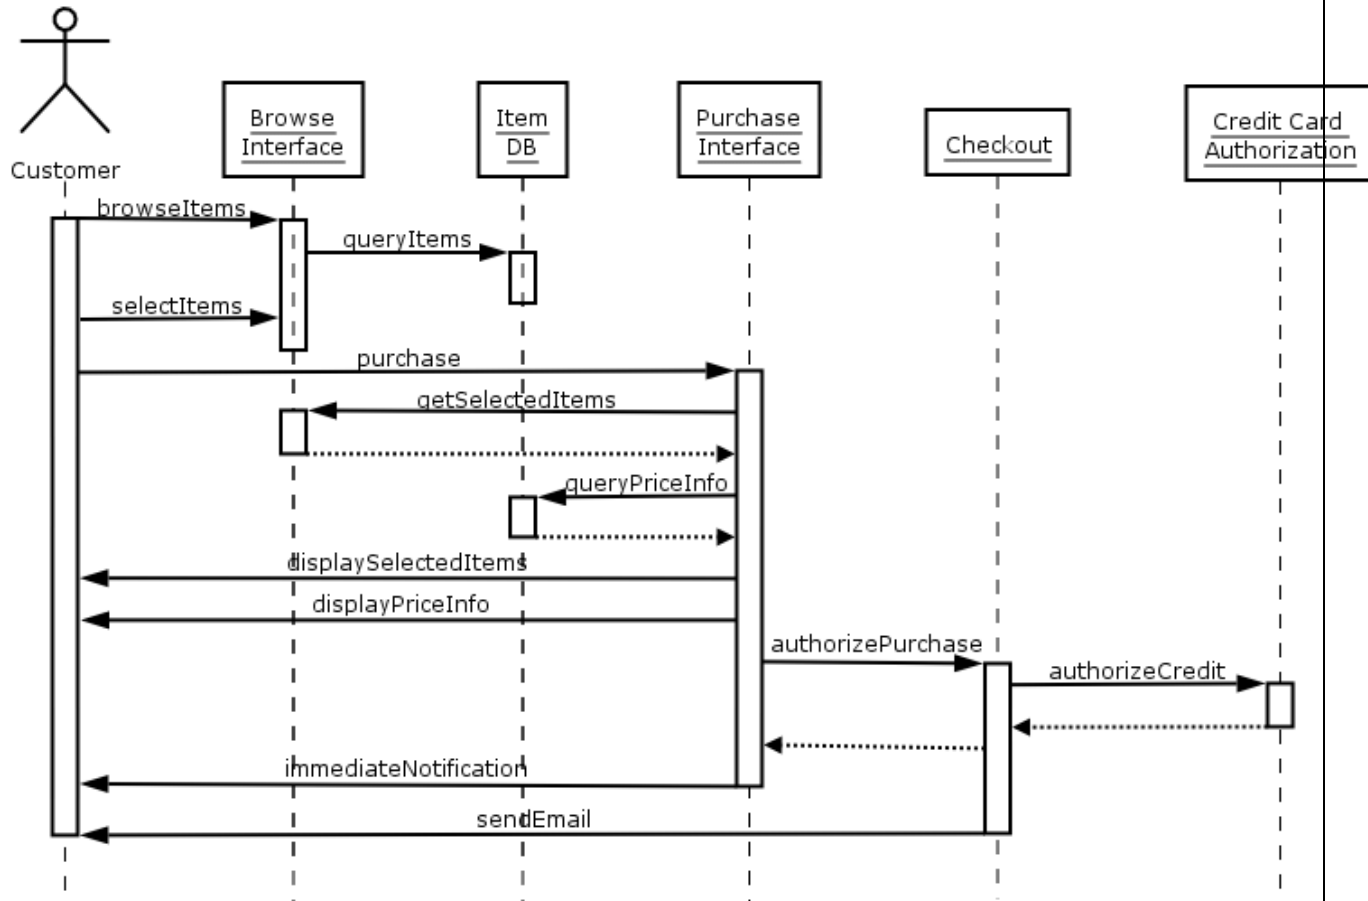 Customer
Browse
Interface
Item
DB
Purchase
Interface
Checkout
Credit Card
Authorization
browseItems
queryItems
selectItems
purchase
getSelectedItems
queryPriceInfo
displaySelectedItems
displayPriceInfo
authorizePurchase
authorizeCredit
immediateNotification
sendEmail